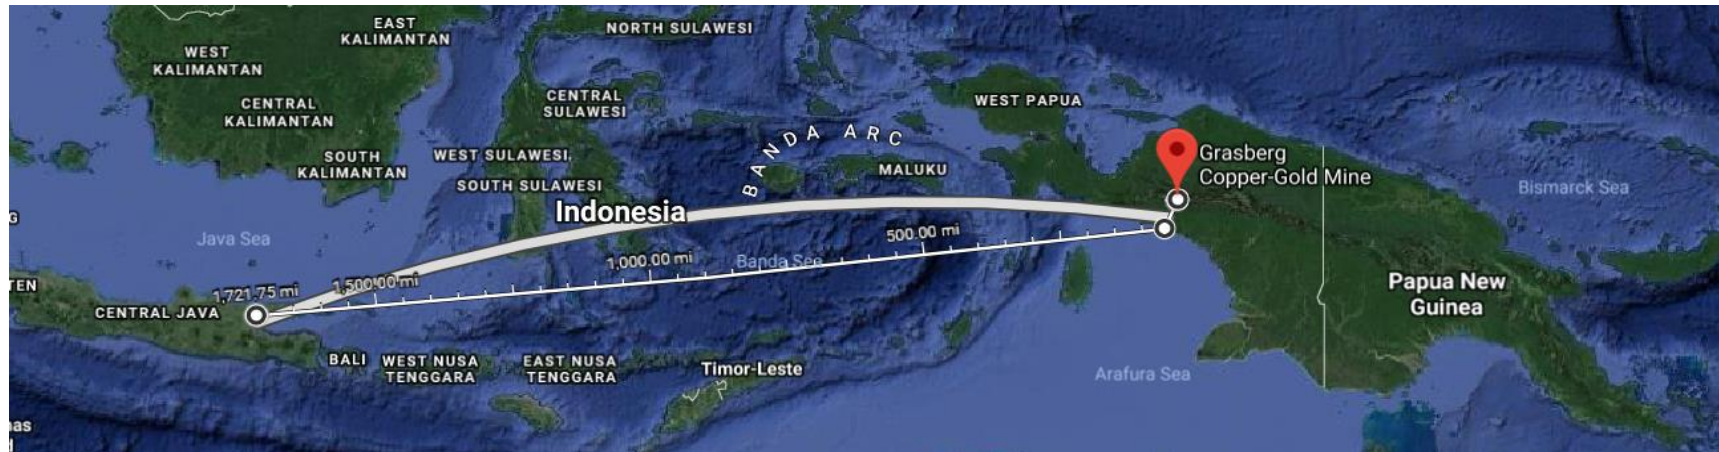 EAST
KALIMANTAN
NORTH SULAWESI
WEST
KALIMANTAN
CENTRAL
KALIMANTAN
CENTRAL
SULAWESI
WEST PAPUA
BANDA ARC
SOUTH
KALIMANTAN
WEST SULAWESI
SOUTH SULAWESI
MALUKU
Grasberg
Copper-Gold Mine
Bismarck Sea
Indonesia
G
Java Sea
500.00 mi
1,000.00 mi
Banda Sea
TEN
1,721.75 mi
1,500.00 mi
CENTRAL JAVA
Papua New
Guinea
BALI
WEST NUSA
TENGGARA
EAST NUSA
TENGGARA
Timor-Leste
Arafura Sea
as